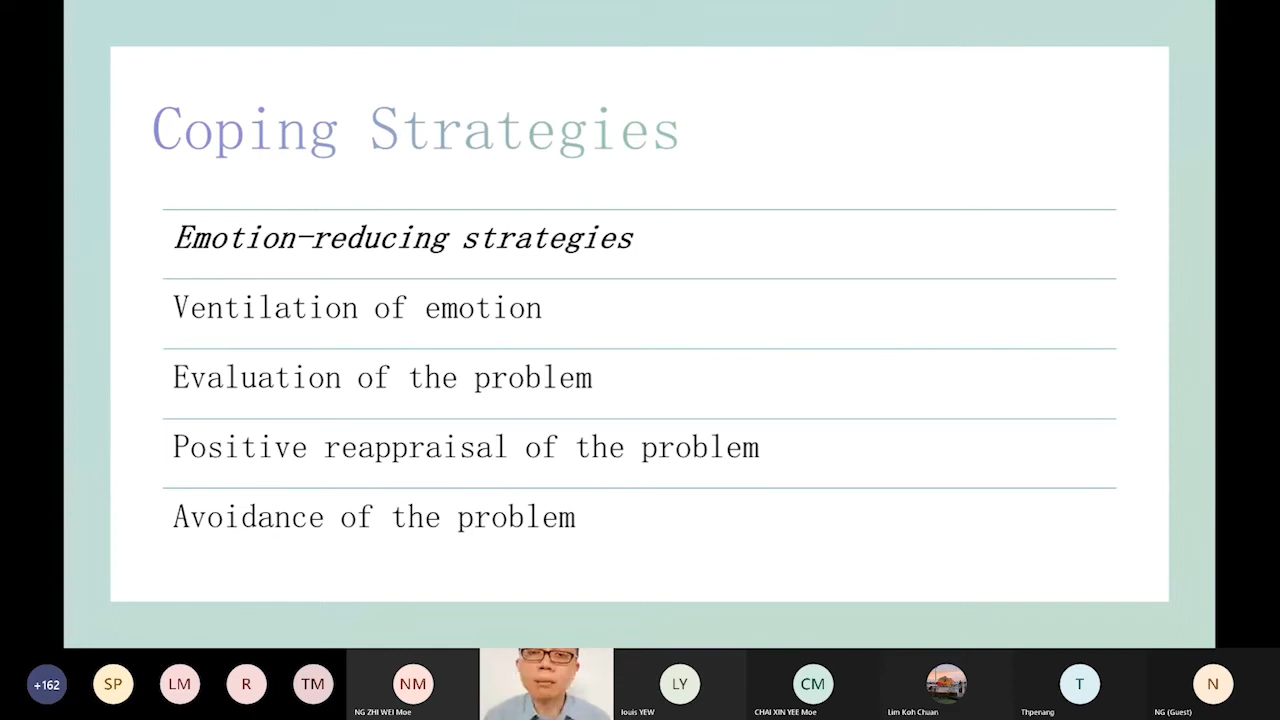 Coping Strategies
Emotion-reducing strategies
Ventilation of emotion
Evaluation of the problem
Positive reappraisal of the problem
Avoidance of the problem
+162
SP
LM
R
TM
NM
LY
CM
T
N
NG ZHI WEI Moe
louis YEW
CHAI XIN YEE Moe
Lim Koh Chuan
Thpenang
NG (Guest)